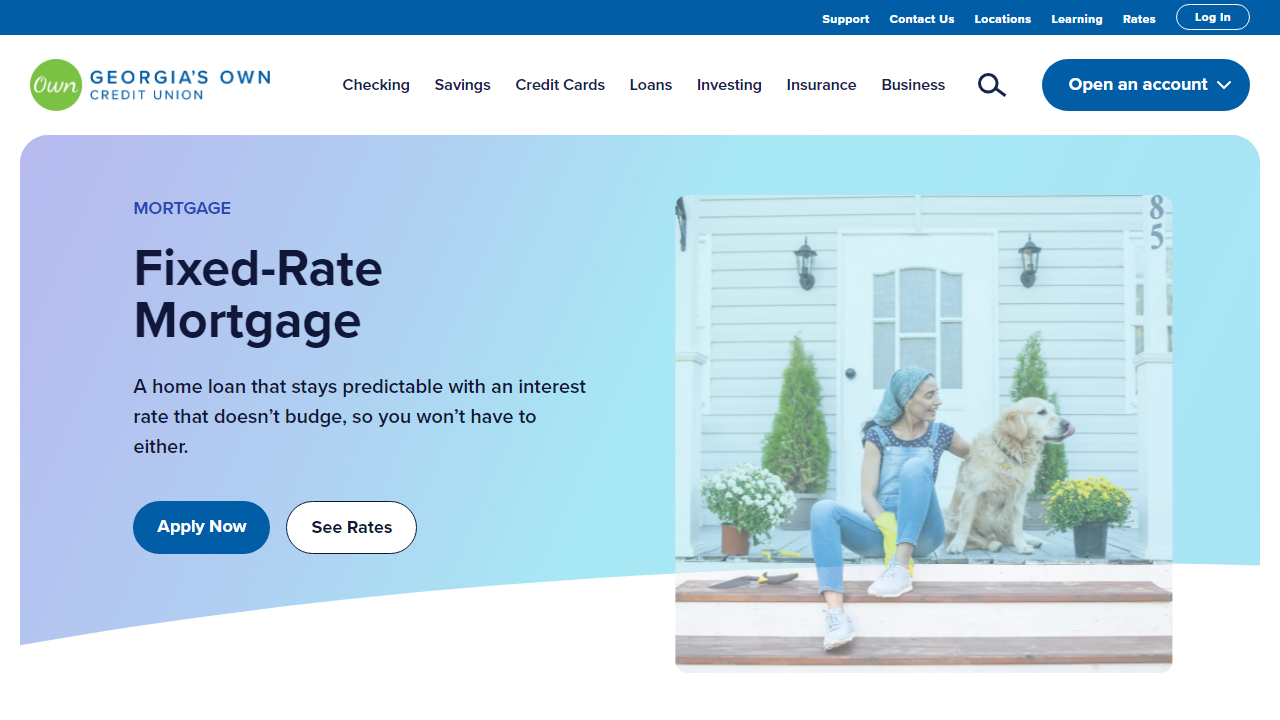 Support Contact Us Locations Learning Rates Log In
Own GEORGIA'S OWN
CREDIT UNION
Checking Savings Credit Cards Loans Investing Insurance Business Open an account
MORTGAGE
Fixed-Rate
Mortgage
A home loan that stays predictable with an interest
rate that doesn't budge, so you won't have to
either.
Apply Now See Rates
8
5